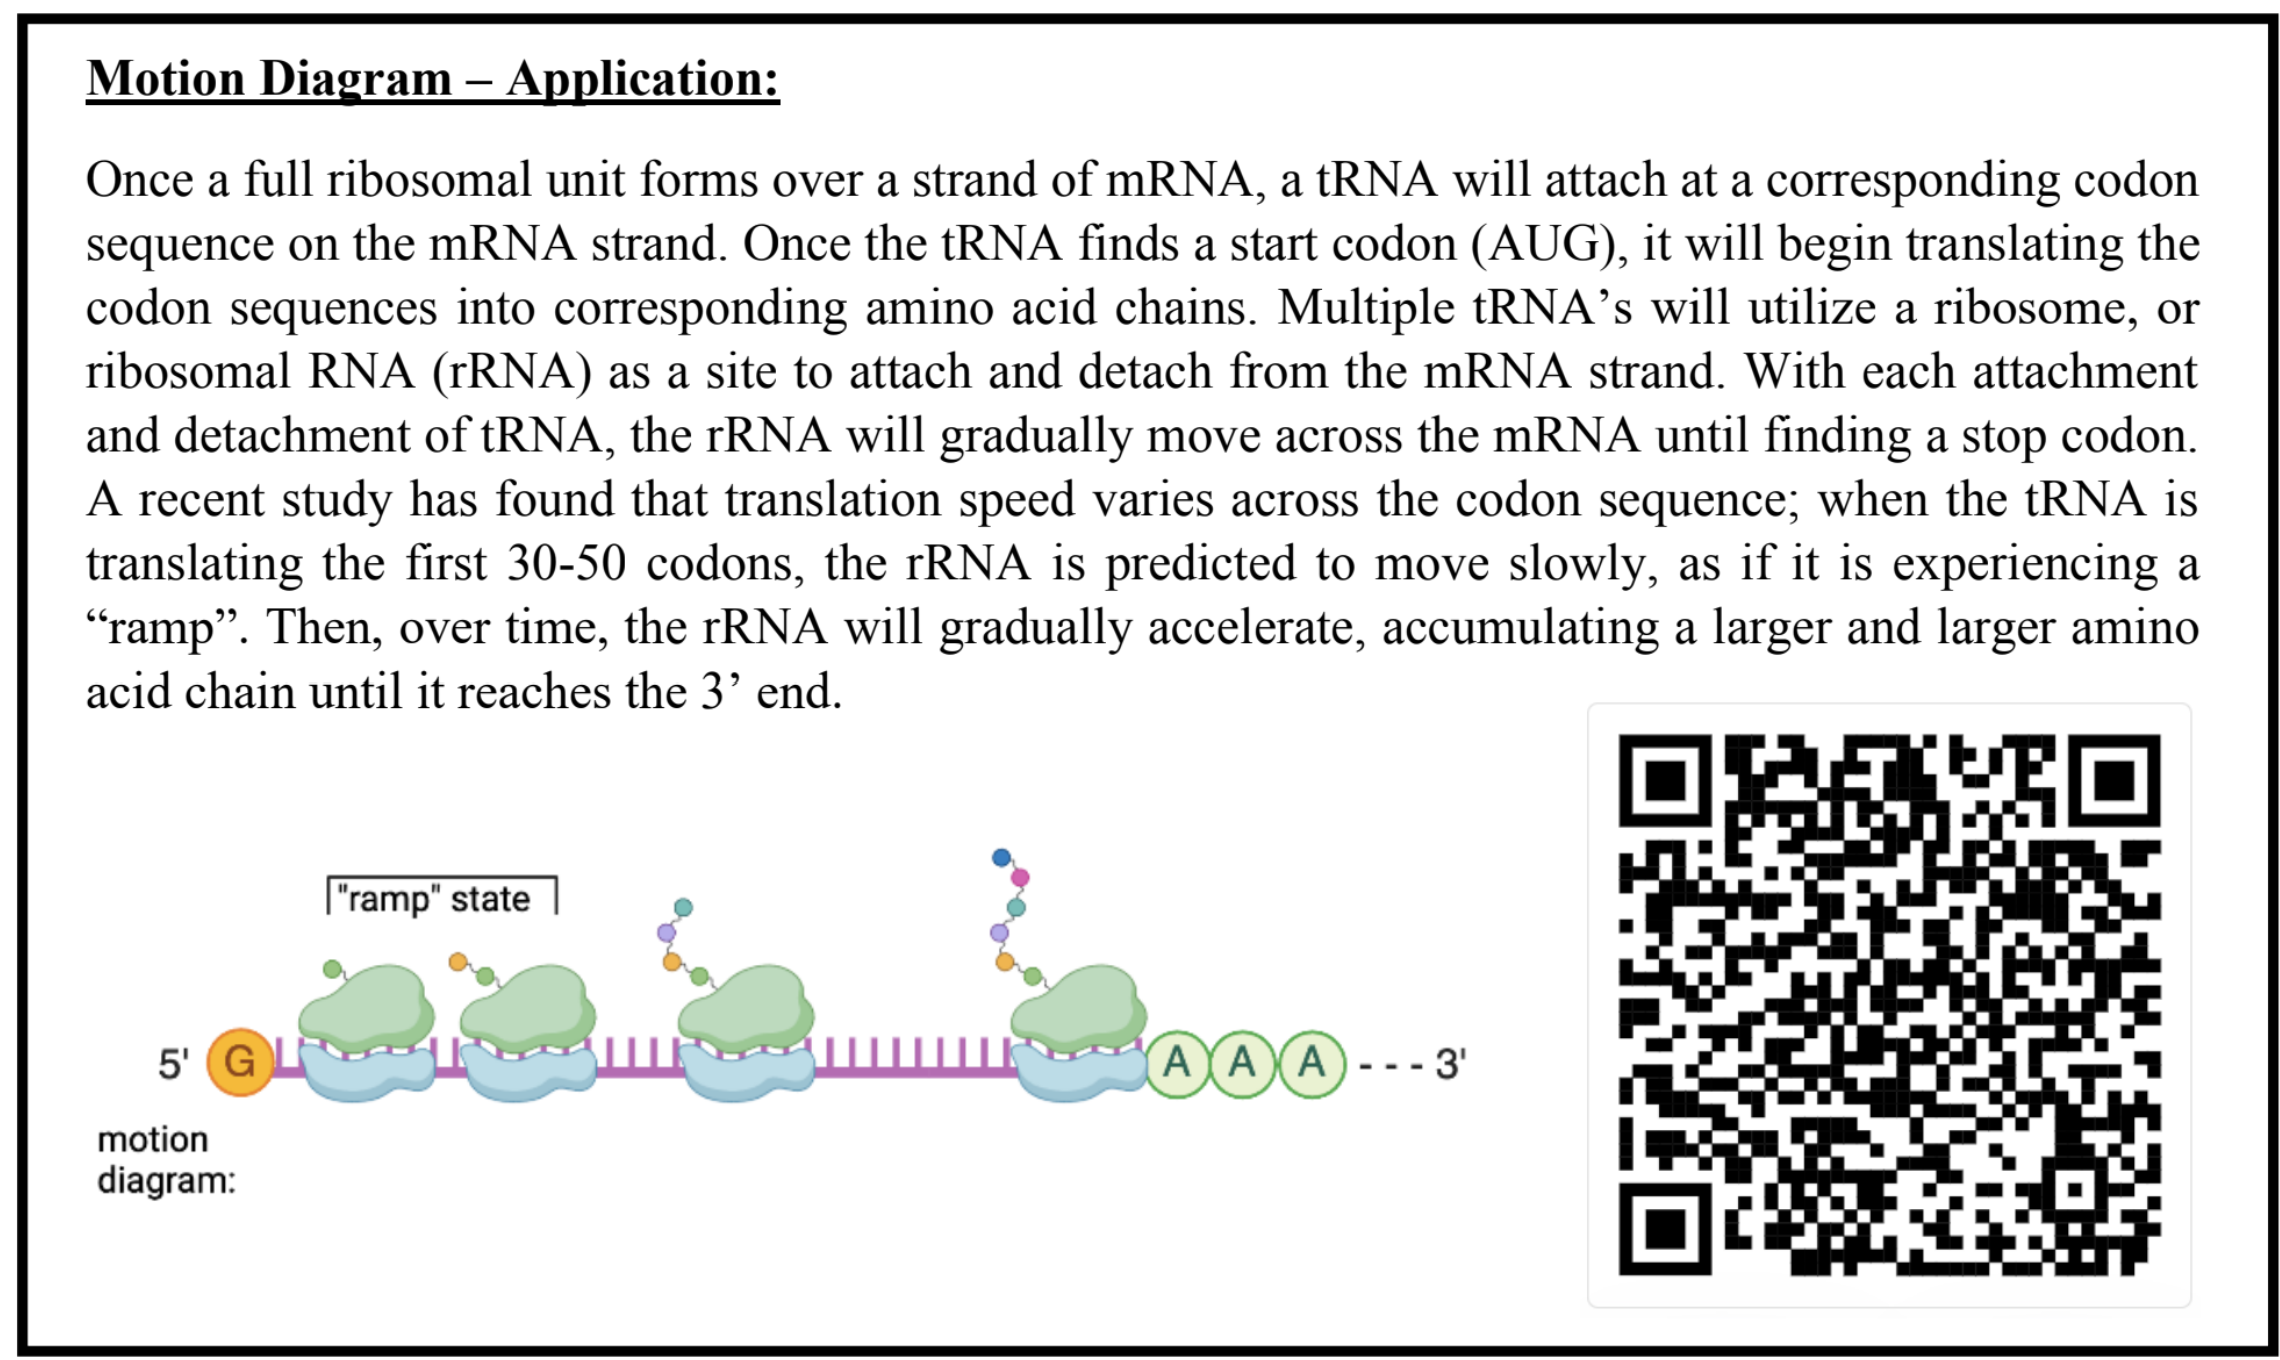 Motion Diagram – Application:
Once a full ribosomal unit forms over a strand of mRNA, a tRNA will attach at a corresponding codon
sequence on the mRNA strand. Once the tRNA finds a start codon (AUG), it will begin translating the
codon sequences into corresponding amino acid chains. Multiple tRNA’s will utilize a ribosome, or
ribosomal RNA (rRNA) as a site to attach and detach from the mRNA strand. With each attachment
and detachment of tRNA, the rRNA will gradually move across the mRNA until finding a stop codon.
A recent study has found that translation speed varies across the codon sequence; when the tRNA is
translating the first 30-50 codons, the rRNA is predicted to move slowly, as if it is experiencing a
“ramp”. Then, over time, the rRNA will gradually accelerate, accumulating a larger and larger amino
acid chain until it reaches the 3’ end.
"ramp" state
5' G A A A - - - 3'
motion
diagram: